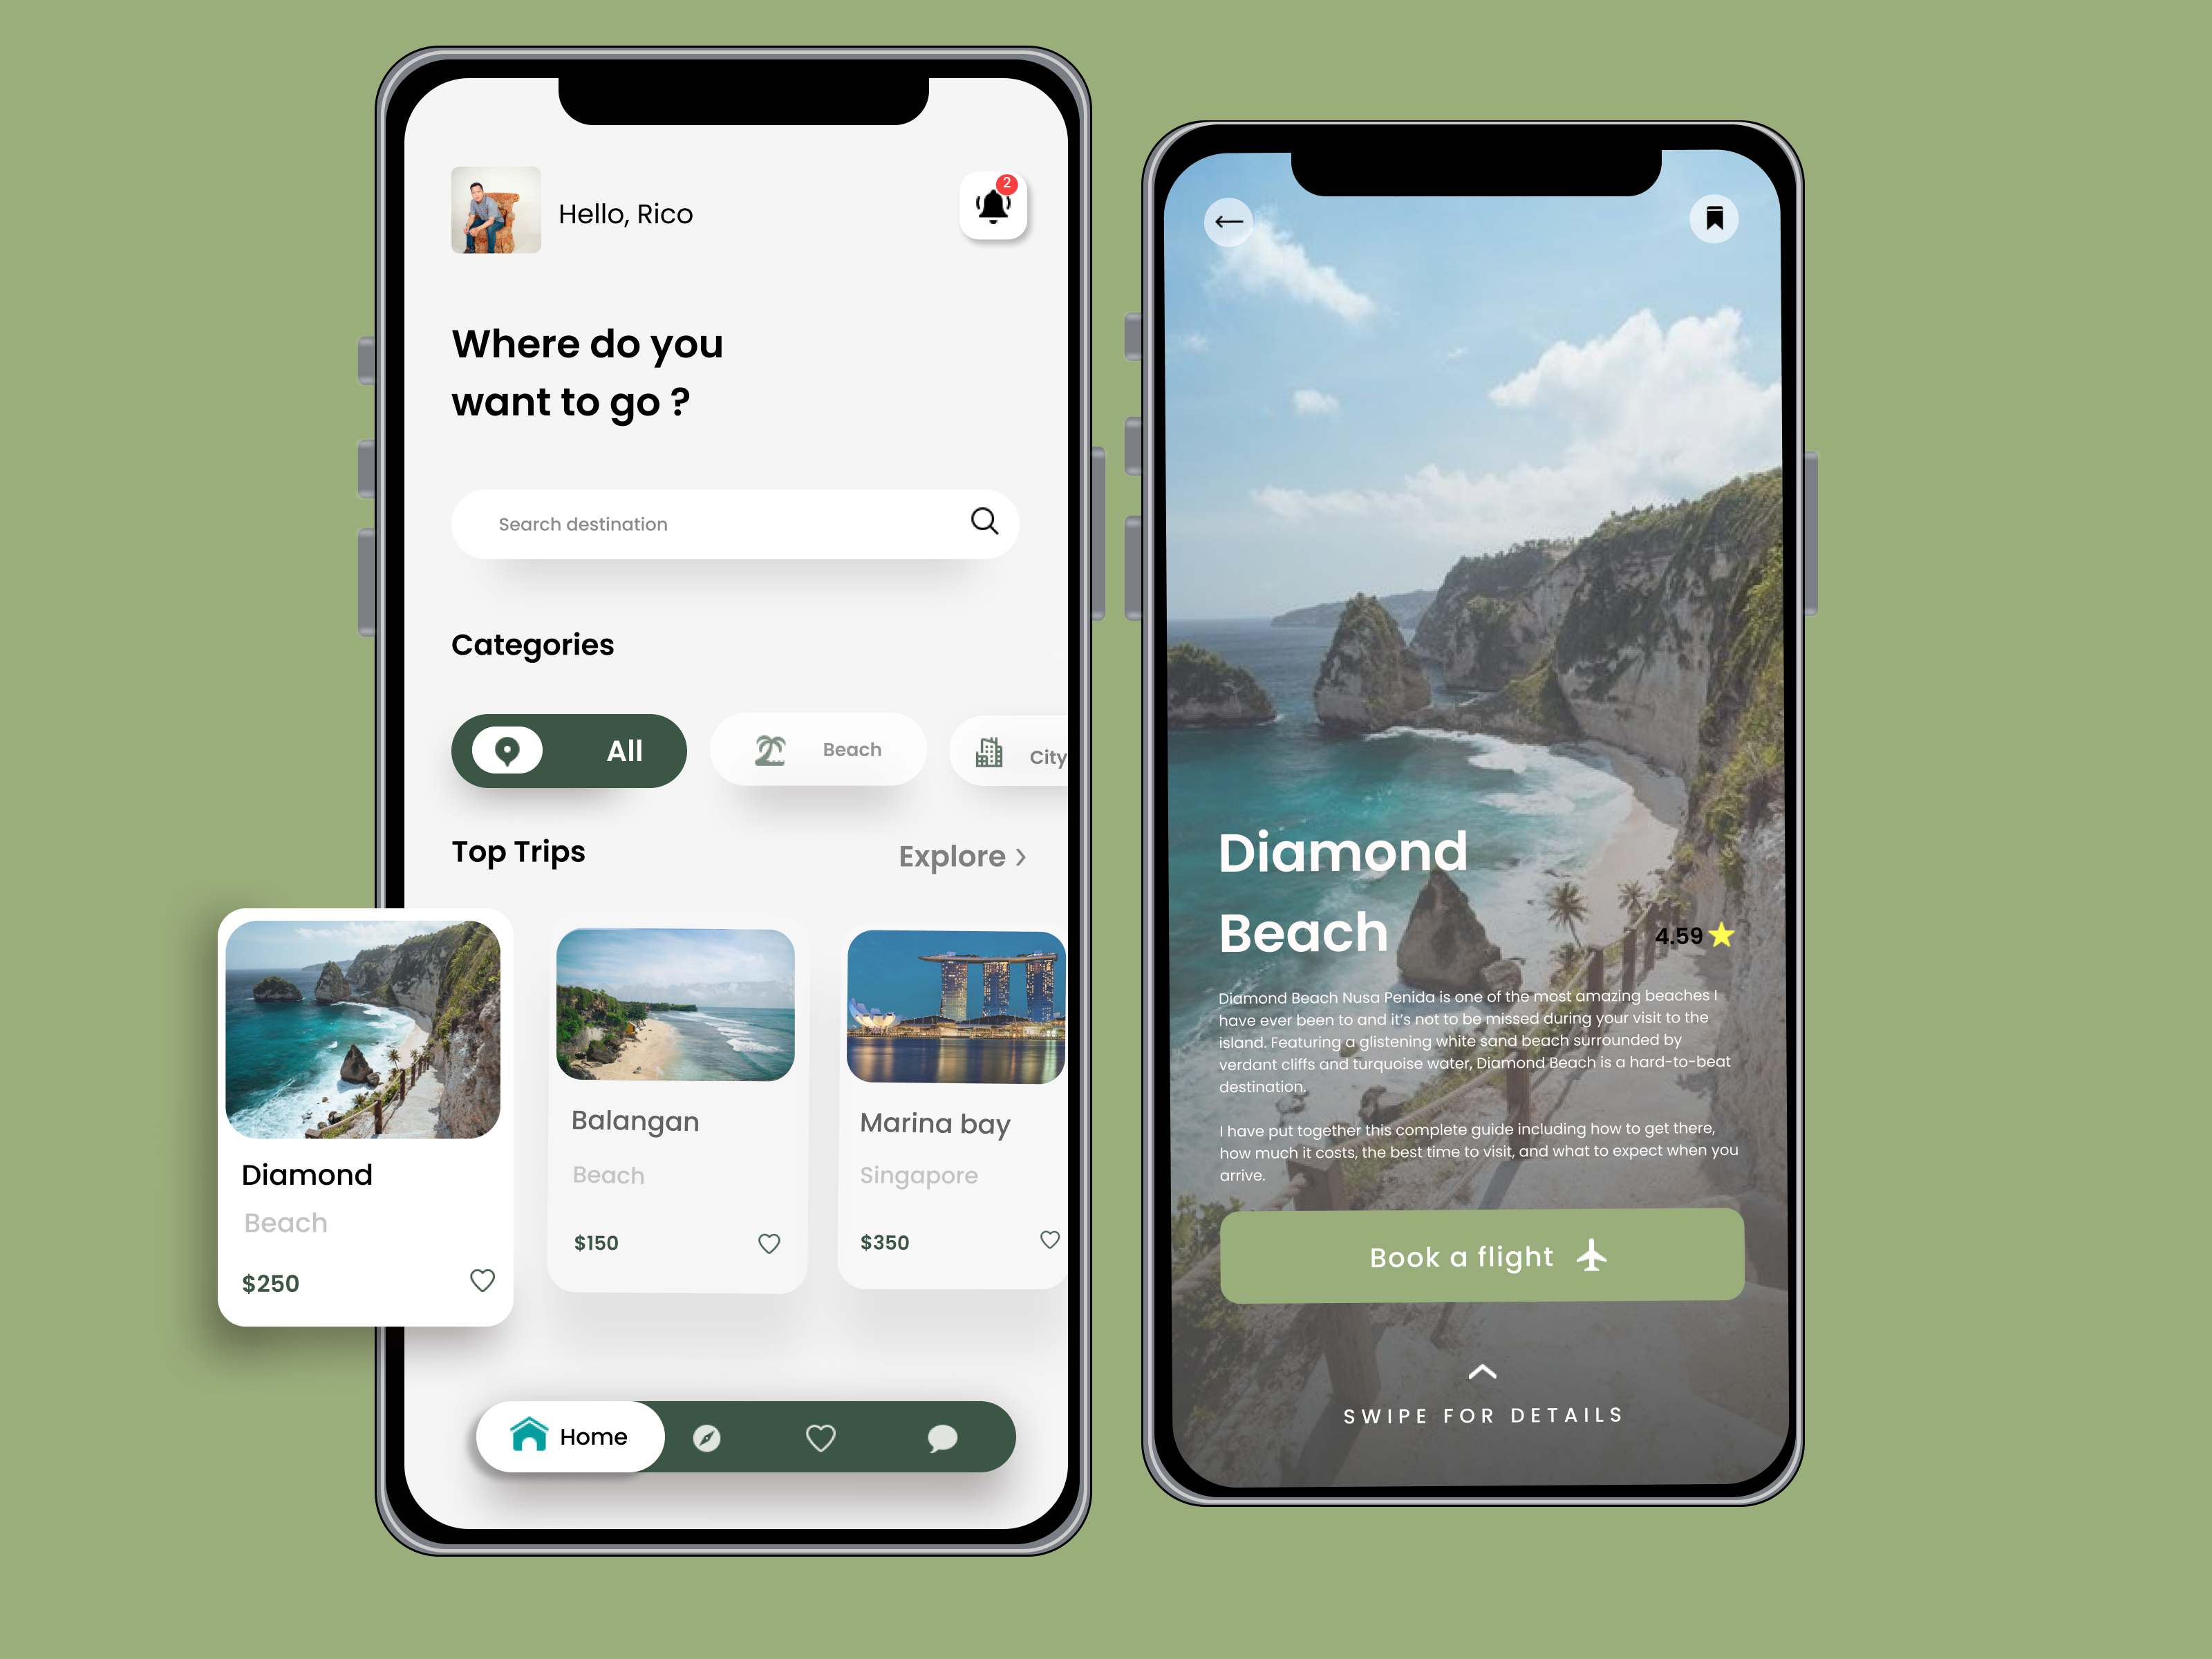 Hello, Rico
2
Where do you
want to go ?
Search destination
Categories
All
Beach
City
Top Trips
Explore >
Diamond
Beach
$250
Balangan
Beach
$150
Marina bay
Singapore
$350
Home
Diamond
Beach
4.59
Diamond Beach Nusa Penida is one of the most amazing beaches I
have ever been to and it's not to be missed during your visit to the
island. Featuring a glistening white sand beach surrounded by
verdant cliffs and turquoise water, Diamond Beach is a hard-to-beat
destination.
I have put together this complete guide including how to get there,
how much it costs, the best time to visit, and what to expect when you
arrive.
Book a flight
SWIPE FOR DETAILS